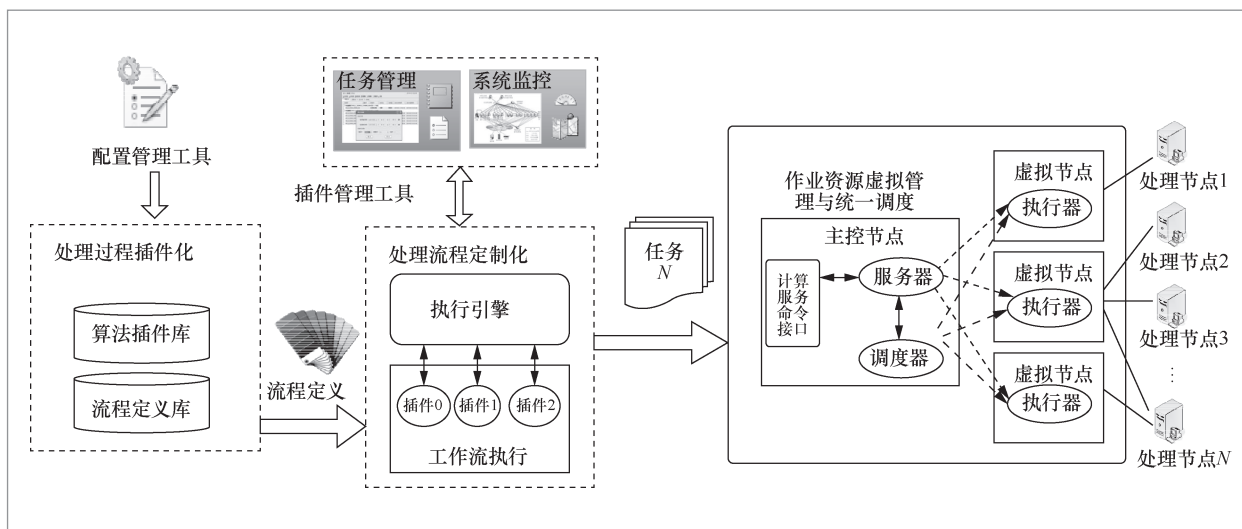 配置管理工具
处理过程插件化
算法插件库
流程定义库
流程定义
任务管理
系统监控
插件管理工具
处理流程定制化
执行引擎
插件0
插件1
插件2
工作流执行
任务
N
作业资源虚拟管
理与统一调度
主控节点
计算
服务
命令
接口
服务器
调度器
虚拟节点
执行器
虚拟节点
执行器
虚拟节点
执行器
处理节点1
处理节点2
处理节点3
⋮
处理节点N